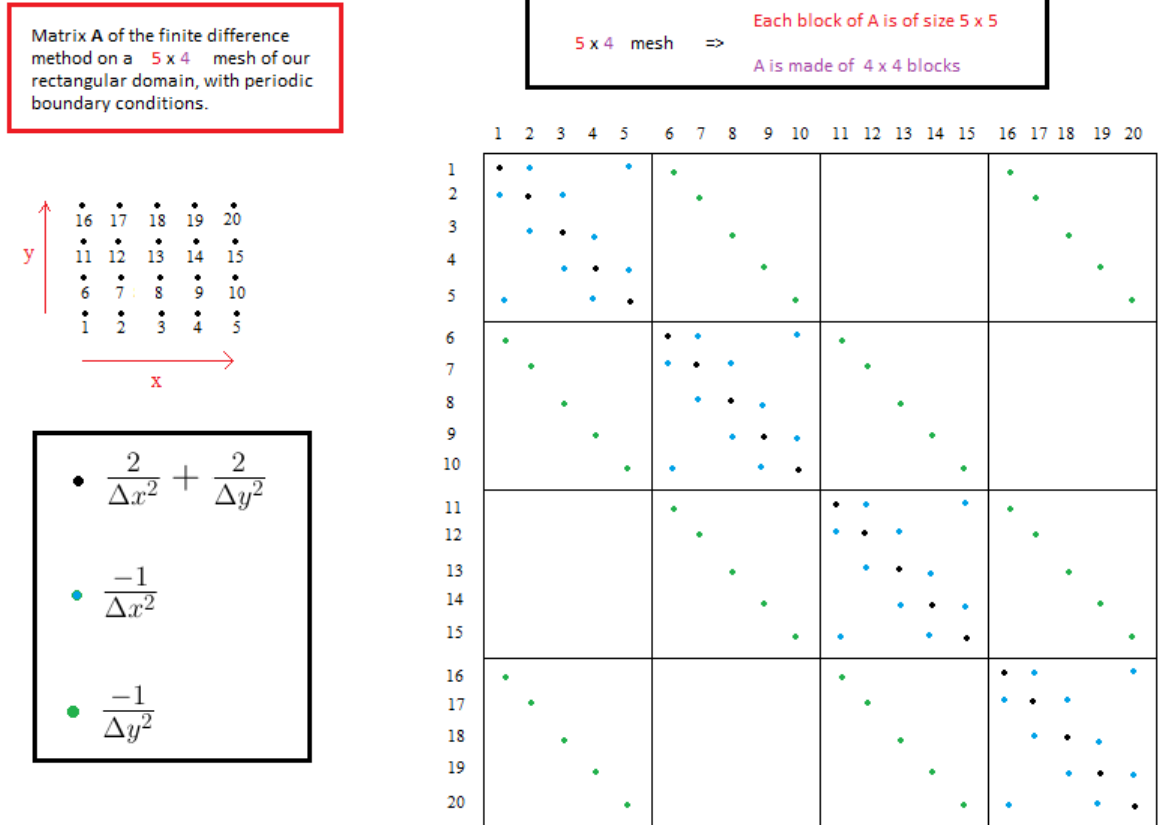 Matrix A of the finite difference
method on a 5 x 4 mesh of our
rectangular domain, with periodic
boundary conditions.
Each block of A is of size 5 x 5
5 x 4 mesh =>
A is made of 4 x 4 blocks
16 17 18 19 20
11 12 13 14 15
6 7 8 9 10
1 2 3 4 5
y
x
2/Δx² + 2/Δy²
-1/Δx²
-1/Δy²
1 2 3 4 5 6 7 8 9 10 11 12 13 14 15 16 17 18 19 20
1
2
3
4
5
6
7
8
9
10
11
12
13
14
15
16
17
18
19
20